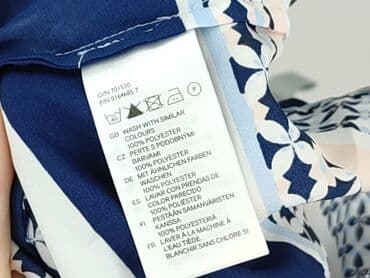 O/N 701530
P/N 0164685 7
GB WASH WITH SIMILAR
COLOURS
100% POLYESTER
CZ PERTE S PODOBNÝMI
BARVAMI
100% POLYESTER
DE MIT ÄHNLICHEN FARBEN
WASCHEN
100% POLYESTER
ES LAVAR CON PRENDAS DE
COLOR PARECIDO
100% POLIÉSTER
FI PESTÄÄN SAMANVÄRISTEN
KANSSA
100% POLYESTERIÄ
FR LAVER À LA MACHINE À
L'EAU TIÈDE.
BLANCHIR SANS CHLORE SI